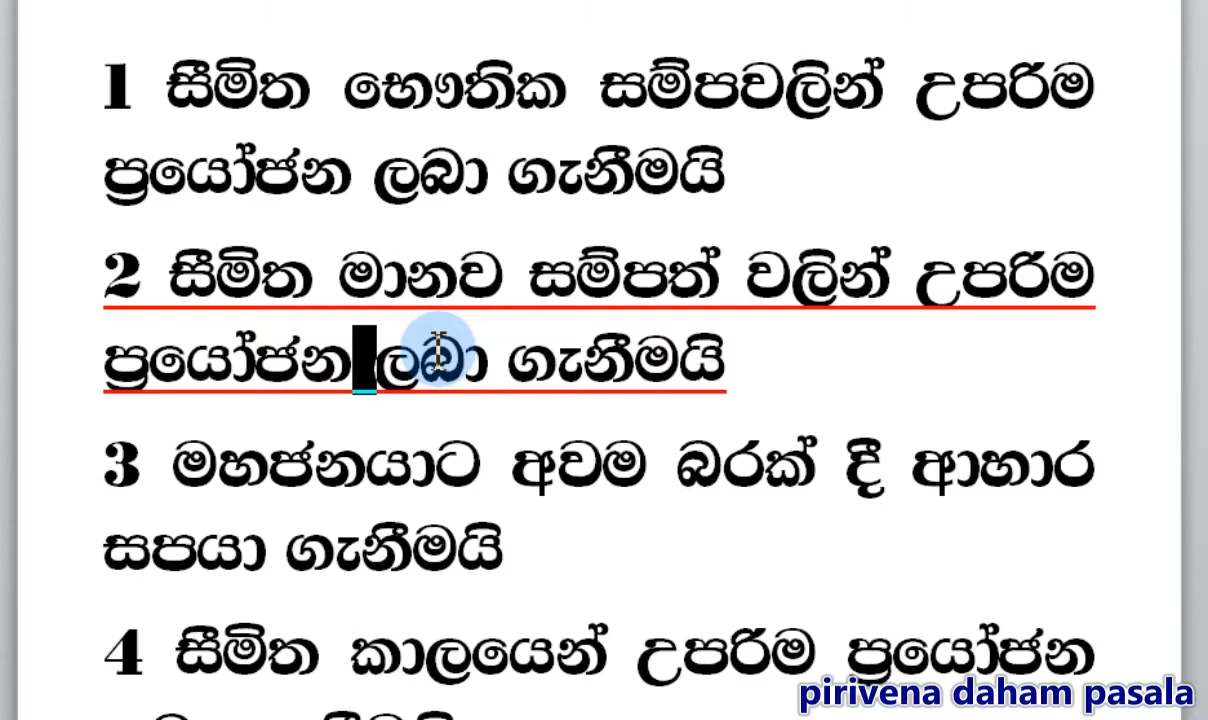 1 සීමිත භෞතික සම්පවලින් උපරිම
ප්‍රයෝජන ලබා ගැනීමයි
2 සීමිත මානව සම්පත් වලින් උපරිම
ප්‍රයෝජන ලබා ගැනීමයි
3 මහජනයාට අවම බරක් දී ආහාර
සපයා ගැනීමයි
4 සීමිත කාලයෙන් උපරිම ප්‍රයෝජන
pirivena daham pasala